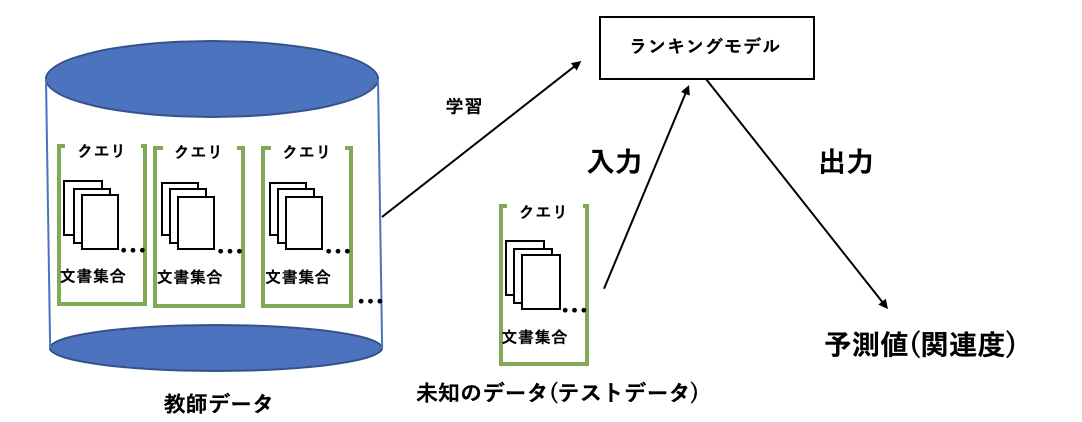 ランキングモデル
学習
クエリ
クエリ
クエリ
入力
出力
クエリ
...
...
...
文書集合
文書集合
文書集合
...
...
文書集合
予測値(関連度)
未知のデータ(テストデータ)
教師データ